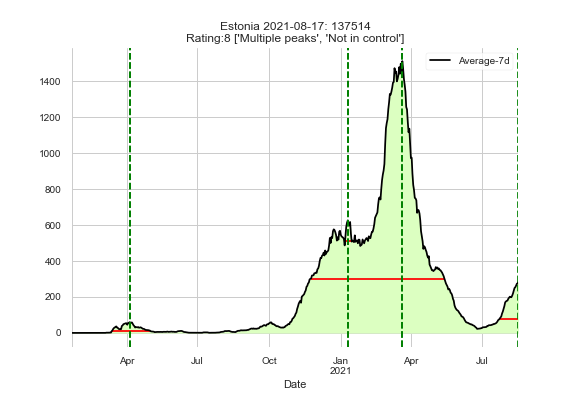 Estonia 2021-08-17: 137514
Rating:8 ['Multiple peaks', 'Not in control']
Average-7d
1400
1200
1000
800
600
400
200
0
Apr Jul Oct Jan Apr Jul
2021
Date